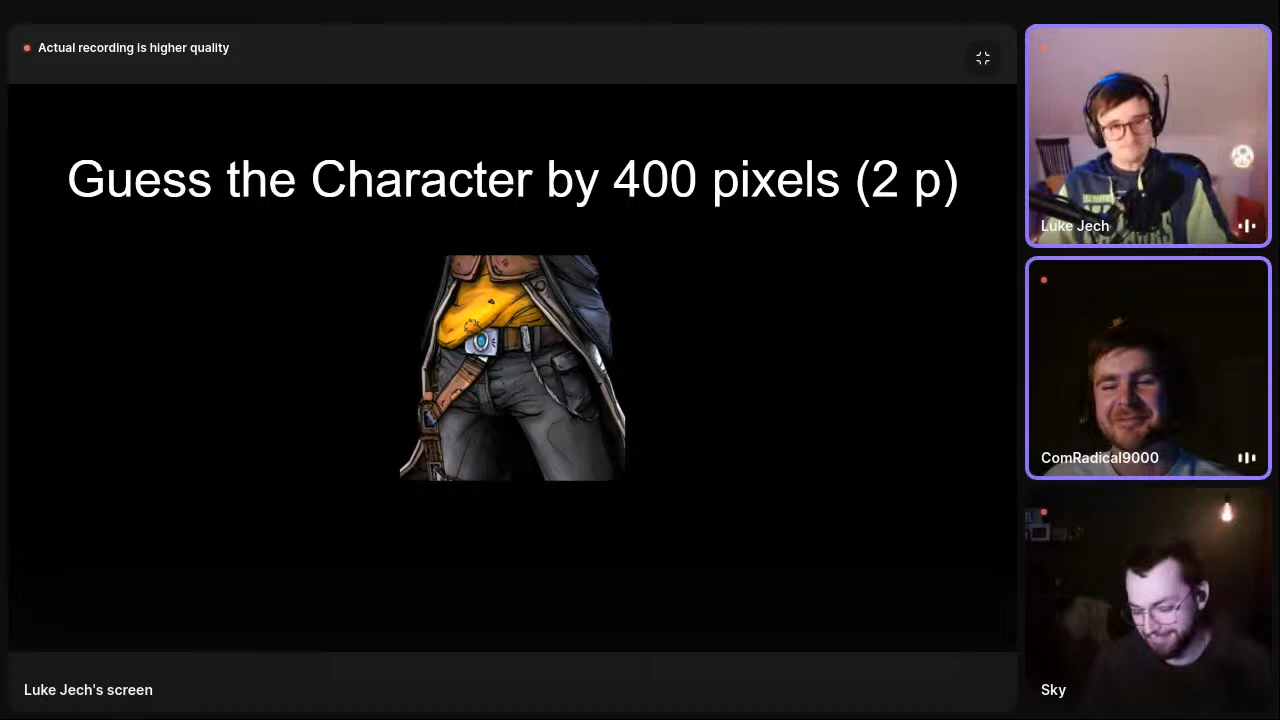 Actual recording is higher quality
Guess the Character by 400 pixels (2 p)
Luke Jech
ComRadical9000
Luke Jech's screen
Sky